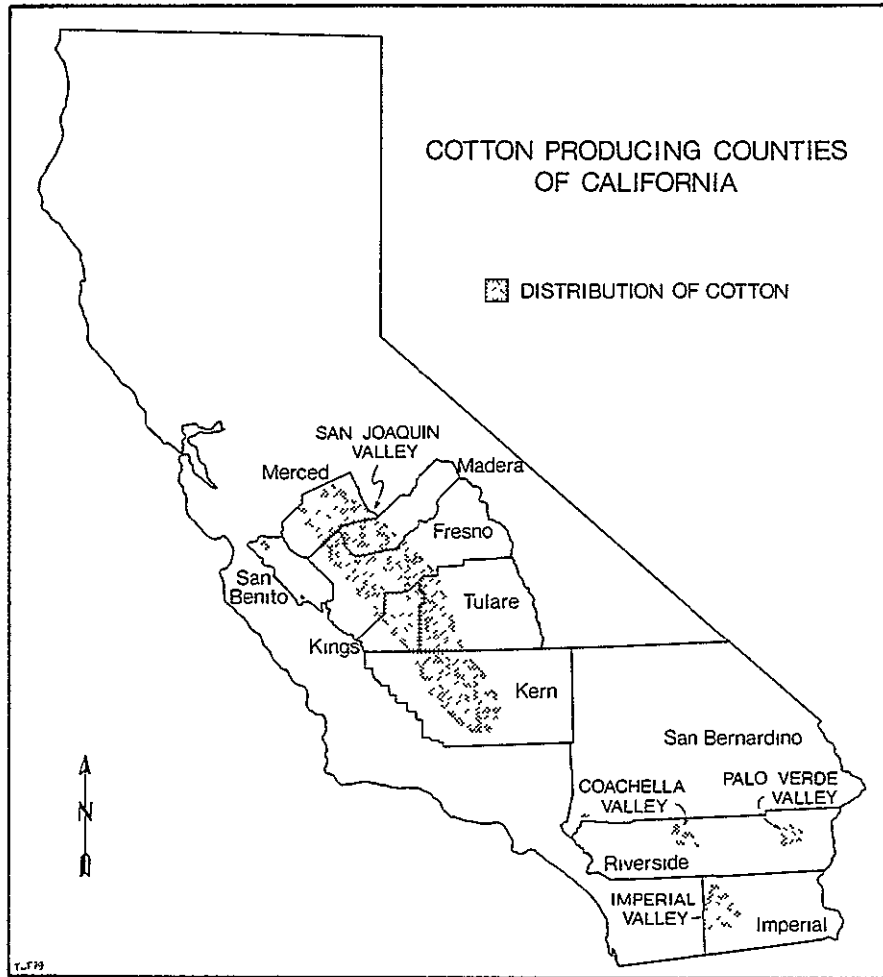 COTTON PRODUCING COUNTIES
OF CALIFORNIA
DISTRIBUTION OF COTTON
SAN JOAQUIN
VALLEY
Merced
Madera
Fresno
San
Benito
Tulare
Kings
Kern
San Bernardino
COACHELLA
VALLEY
PALO VERDE
VALLEY
Riverside
IMPERIAL
VALLEY
Imperial
N